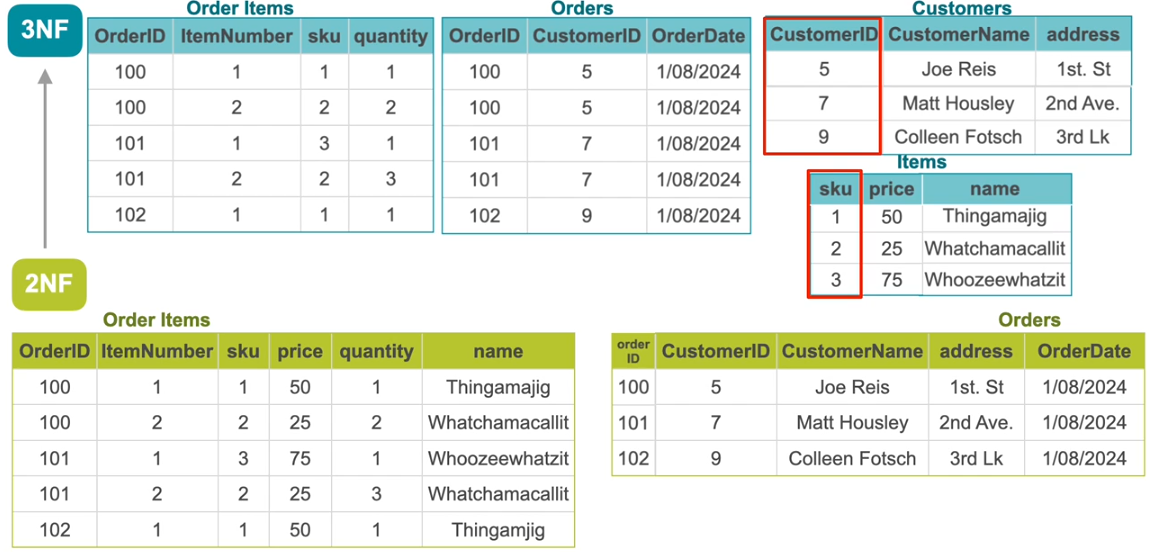 3NF
Order Items
OrderID ItemNumber sku quantity
100 1 1 1
100 2 2 2
101 1 3 1
101 2 2 3
102 1 1 1
Orders
OrderID CustomerID OrderDate
100 5 1/08/2024
100 5 1/08/2024
101 7 1/08/2024
101 7 1/08/2024
102 9 1/08/2024
Customers
CustomerID CustomerName address
5 Joe Reis 1st. St
7 Matt Housley 2nd Ave.
9 Colleen Fotsch 3rd Lk
Items
sku price name
1 50 Thingamajig
2 25 Whatchamacallit
3 75 Whoozeewhatzit
2NF
Order Items
OrderID ItemNumber sku price quantity name
100 1 1 50 1 Thingamajig
100 2 2 25 2 Whatchamacallit
101 1 3 75 1 Whoozeewhatzit
101 2 2 25 3 Whatchamacallit
102 1 1 50 1 Thingamjig
Orders
order ID CustomerID CustomerName address OrderDate
100 5 Joe Reis 1st. St 1/08/2024
101 7 Matt Housley 2nd Ave. 1/08/2024
102 9 Colleen Fotsch 3rd Lk 1/08/2024